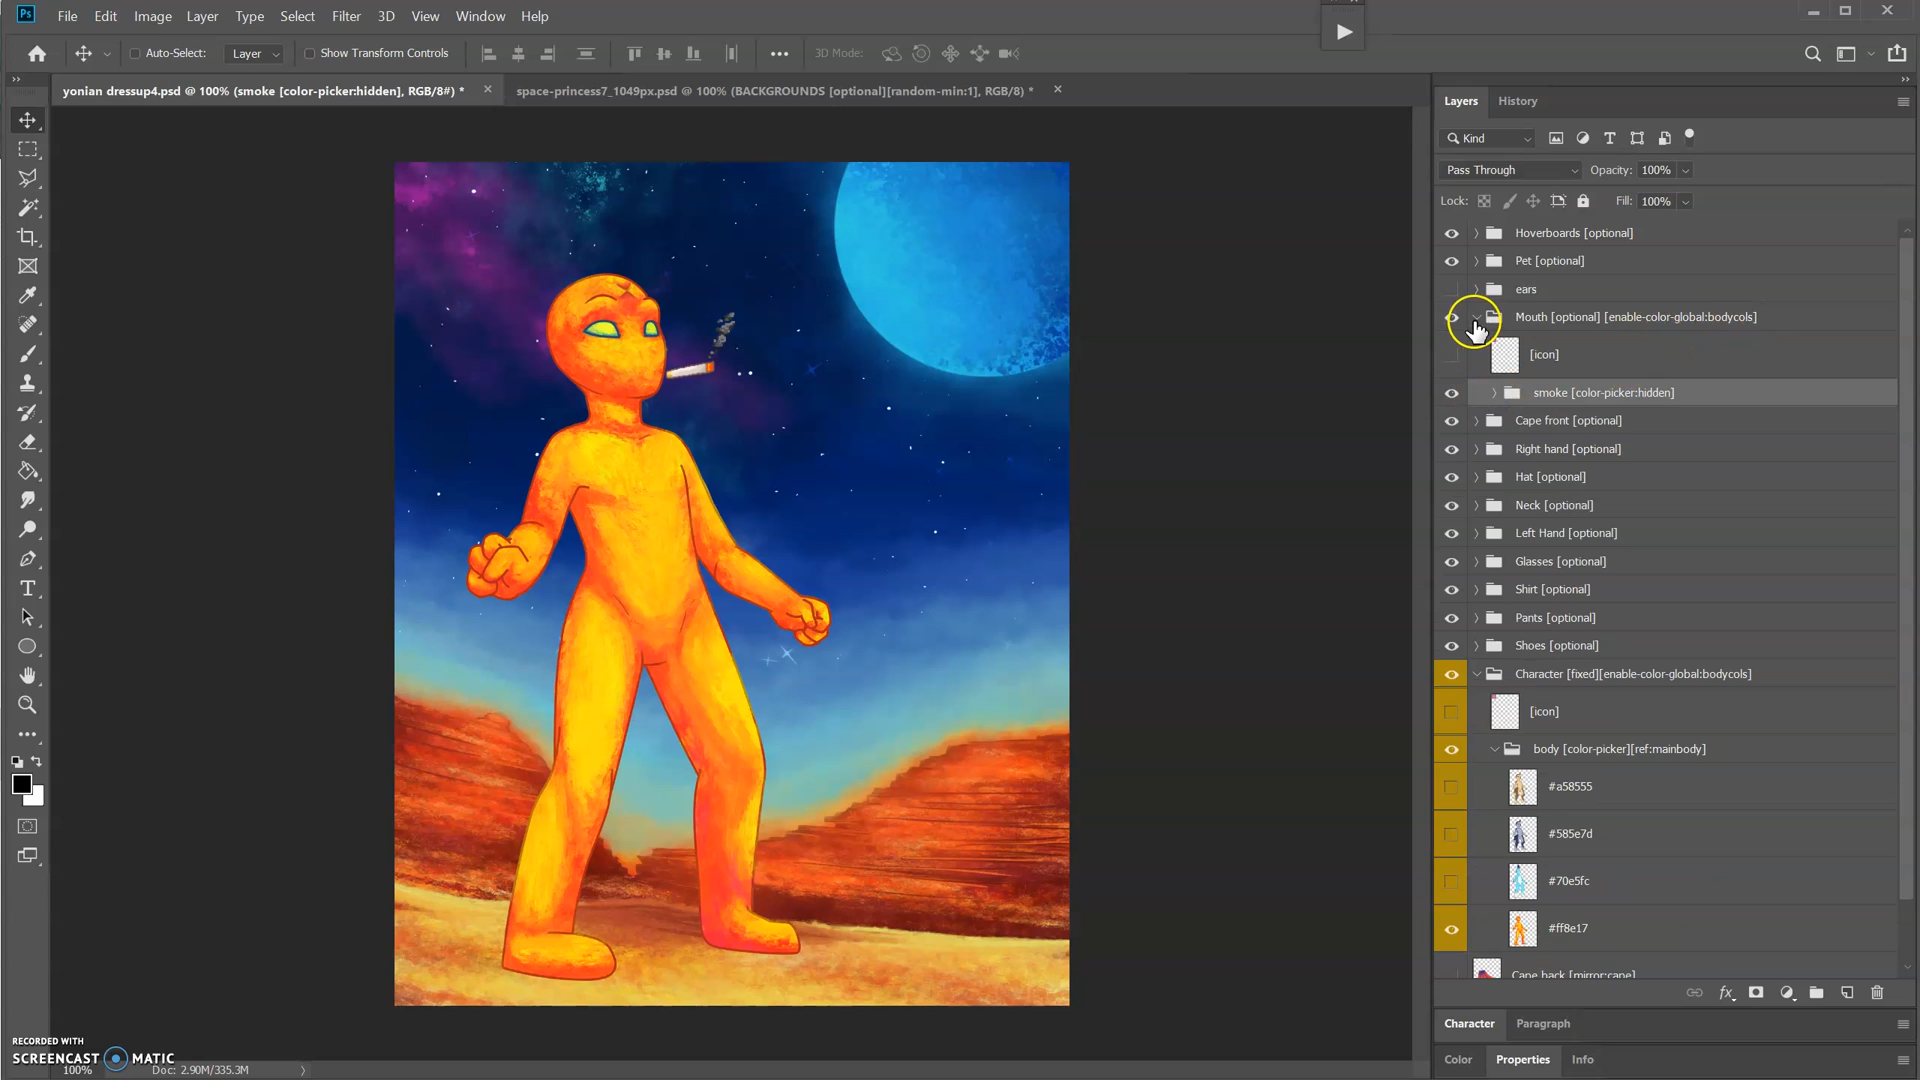 Ps File Edit Image Layer Type Select Filter 3D View Window Help
Auto-Select: Layer Show Transform Controls 3D Mode:
yonian dressup4.psd @ 100% (smoke [color-picker:hidden], RGB/8#) * space-princess7_1049px.psd @ 100% (BACKGROUNDS [optional][random-min:1], RGB/8) *
Layers History
Kind
Pass Through Opacity: 100%
Lock: Fill: 100%
Hoverboards [optional]
Pet [optional]
ears
Mouth [optional] [enable-color-global:bodycols]
[icon]
smoke [color-picker:hidden]
Cape front [optional]
Right hand [optional]
Hat [optional]
Neck [optional]
Left Hand [optional]
Glasses [optional]
Shirt [optional]
Pants [optional]
Shoes [optional]
Character [fixed][enable-color-global:bodycols]
[icon]
body [color-picker][ref:mainbody]
#a58555
#585e7d
#70e5fc
#ff8e17
Cape back [mirror:cape]
fx
Character Paragraph
Color Properties Info
RECORDED WITH
SCREENCAST MATIC
100% Doc: 2.90M/335.3M